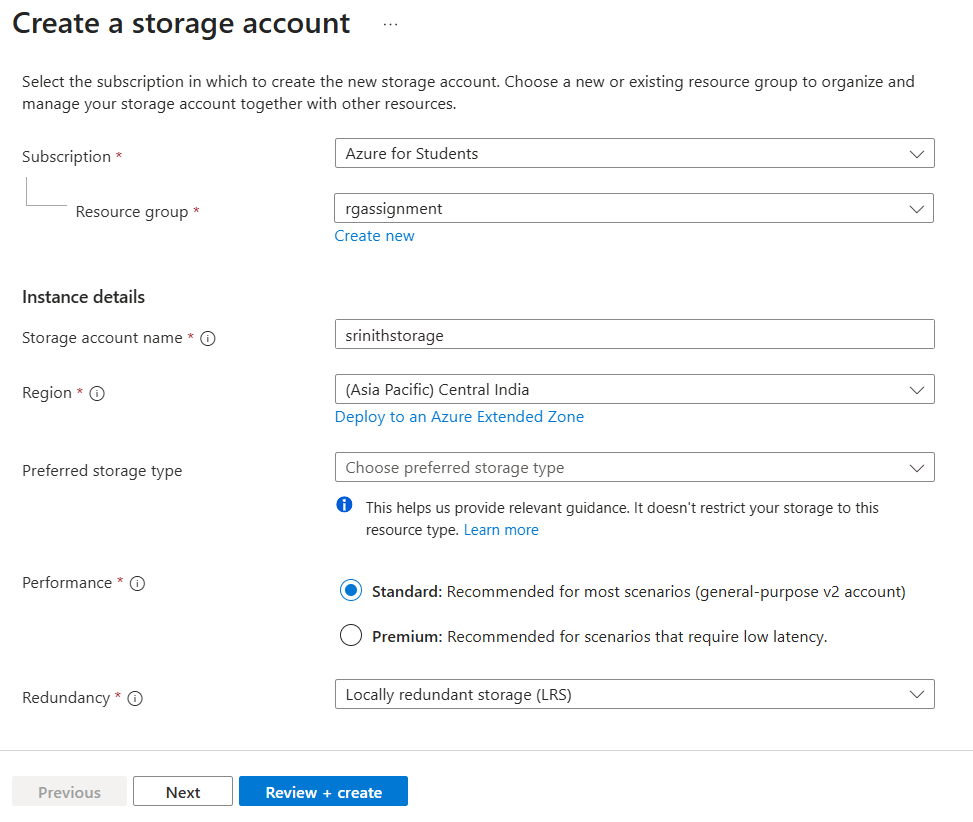 Create a storage account ...
Select the subscription in which to create the new storage account. Choose a new or existing resource group to organize and
manage your storage account together with other resources.
Subscription *
Azure for Students
Resource group *
rgassignment
Create new
Instance details
Storage account name *
srinithstorage
Region *
(Asia Pacific) Central India
Deploy to an Azure Extended Zone
Preferred storage type
Choose preferred storage type
This helps us provide relevant guidance. It doesn't restrict your storage to this
resource type. Learn more
Performance *
Standard: Recommended for most scenarios (general-purpose v2 account)
Premium: Recommended for scenarios that require low latency.
Redundancy *
Locally redundant storage (LRS)
Previous
Next
Review + create